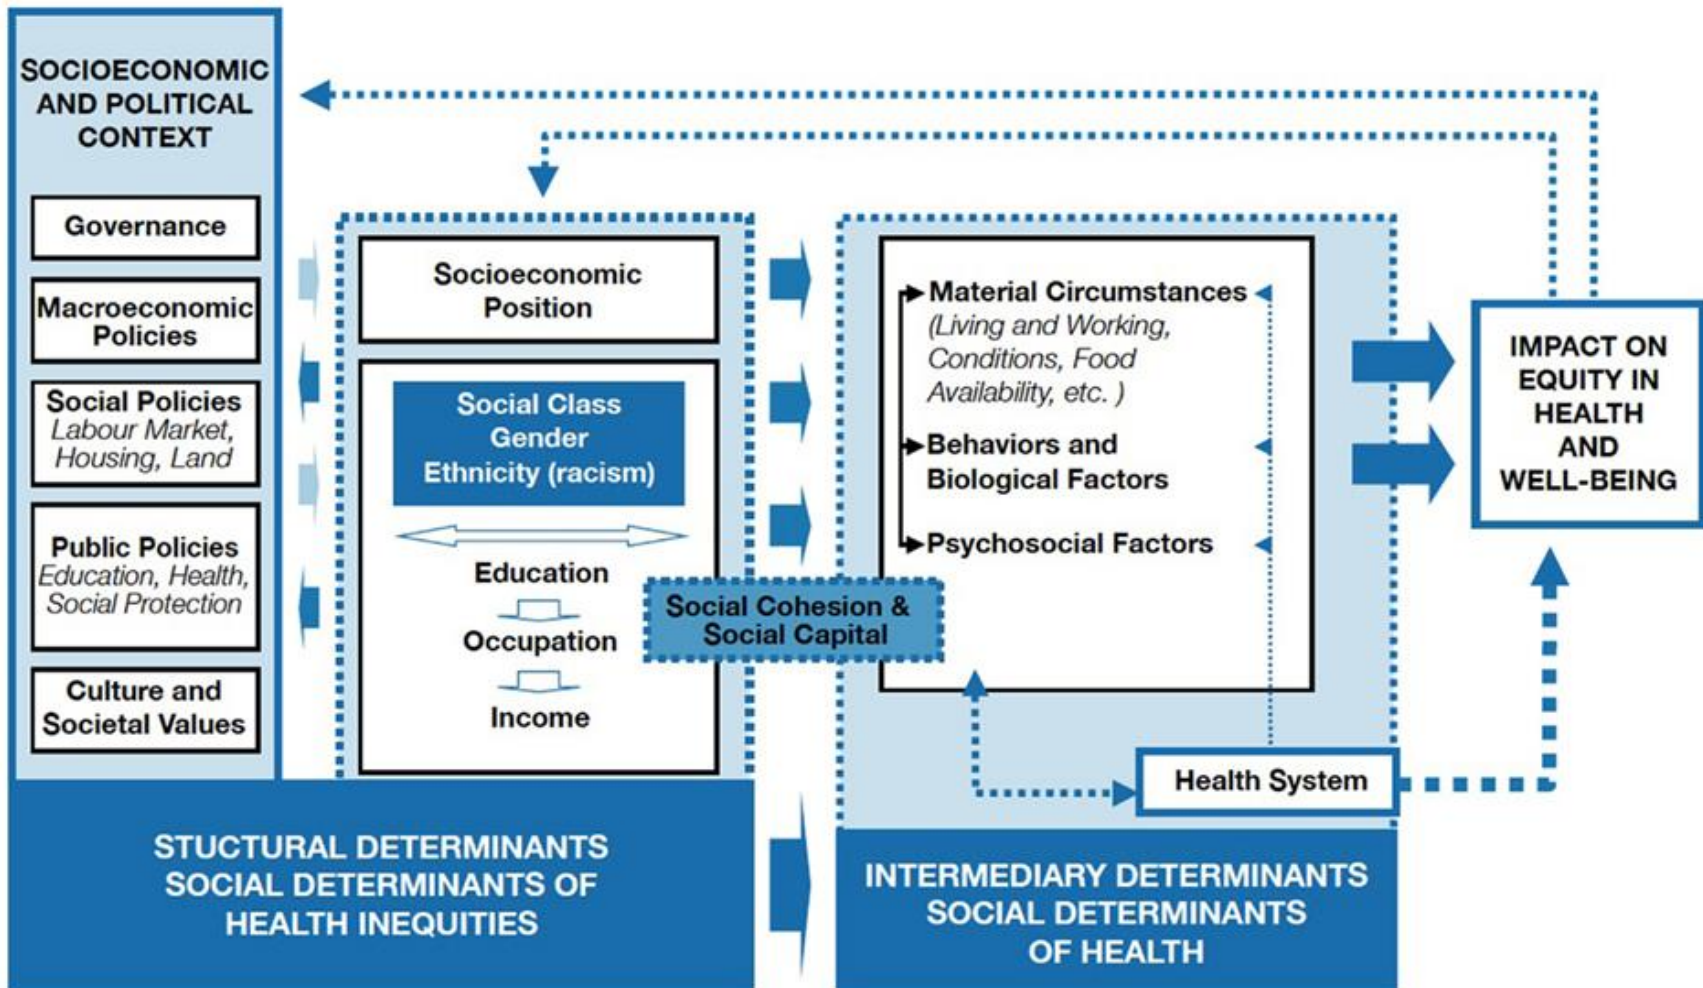 SOCIOECONOMIC
AND POLITICAL
CONTEXT
Governance
Macroeconomic
Policies
Social Policies
Labour Market,
Housing, Land
Public Policies
Education, Health,
Social Protection
Culture and
Societal Values
Socioeconomic
Position
Social Class
Gender
Ethnicity (racism)
Education
Occupation
Income
Social Cohesion &
Social Capital
Material Circumstances
(Living and Working,
Conditions, Food
Availability, etc. )
Behaviors and
Biological Factors
Psychosocial Factors
Health System
IMPACT ON
EQUITY IN
HEALTH
AND
WELL-BEING
STUCTURAL DETERMINANTS
SOCIAL DETERMINANTS OF
HEALTH INEQUITIES
INTERMEDIARY DETERMINANTS
SOCIAL DETERMINANTS
OF HEALTH